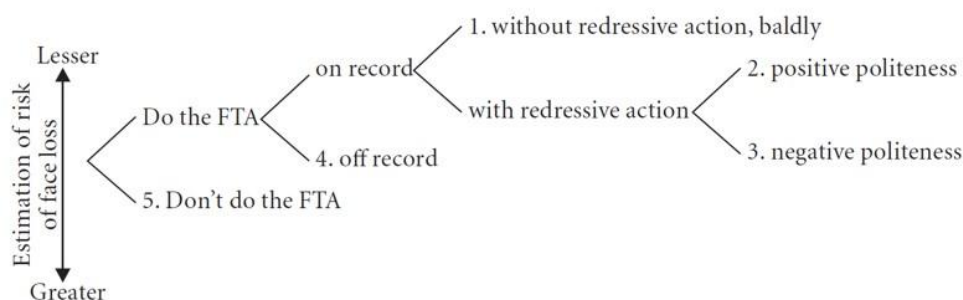 1. without redressive action, baldly
Lesser
on record
2. positive politeness
Do the FTA
with redressive action
4. off record
3. negative politeness
5. Don't do the FTA
Estimation of risk
of face loss
Greater